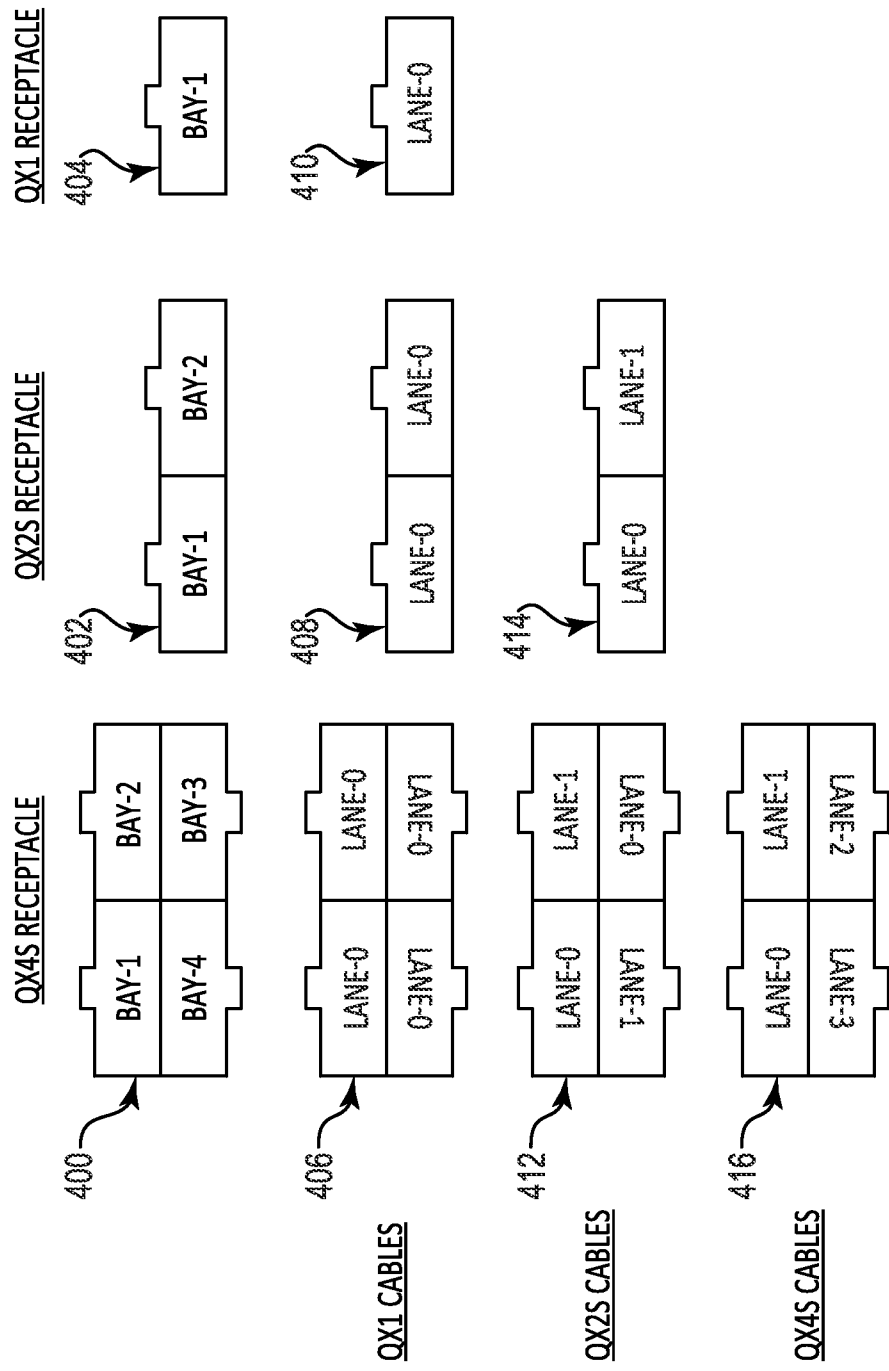 QX4S RECEPTACLE
QX2S RECEPTACLE
QX1 RECEPTACLE
400
BAY-1
BAY-2
BAY-4
BAY-3
402
BAY-1
BAY-2
404
BAY-1
QX1 CABLES
406
LANE-0
LANE-0
LANE-0
LANE-0
408
LANE-0
LANE-0
410
LANE-0
QX2S CABLES
412
LANE-0
LANE-1
LANE-1
LANE-0
414
LANE-0
LANE-1
QX4S CABLES
416
LANE-0
LANE-1
LANE-3
LANE-2